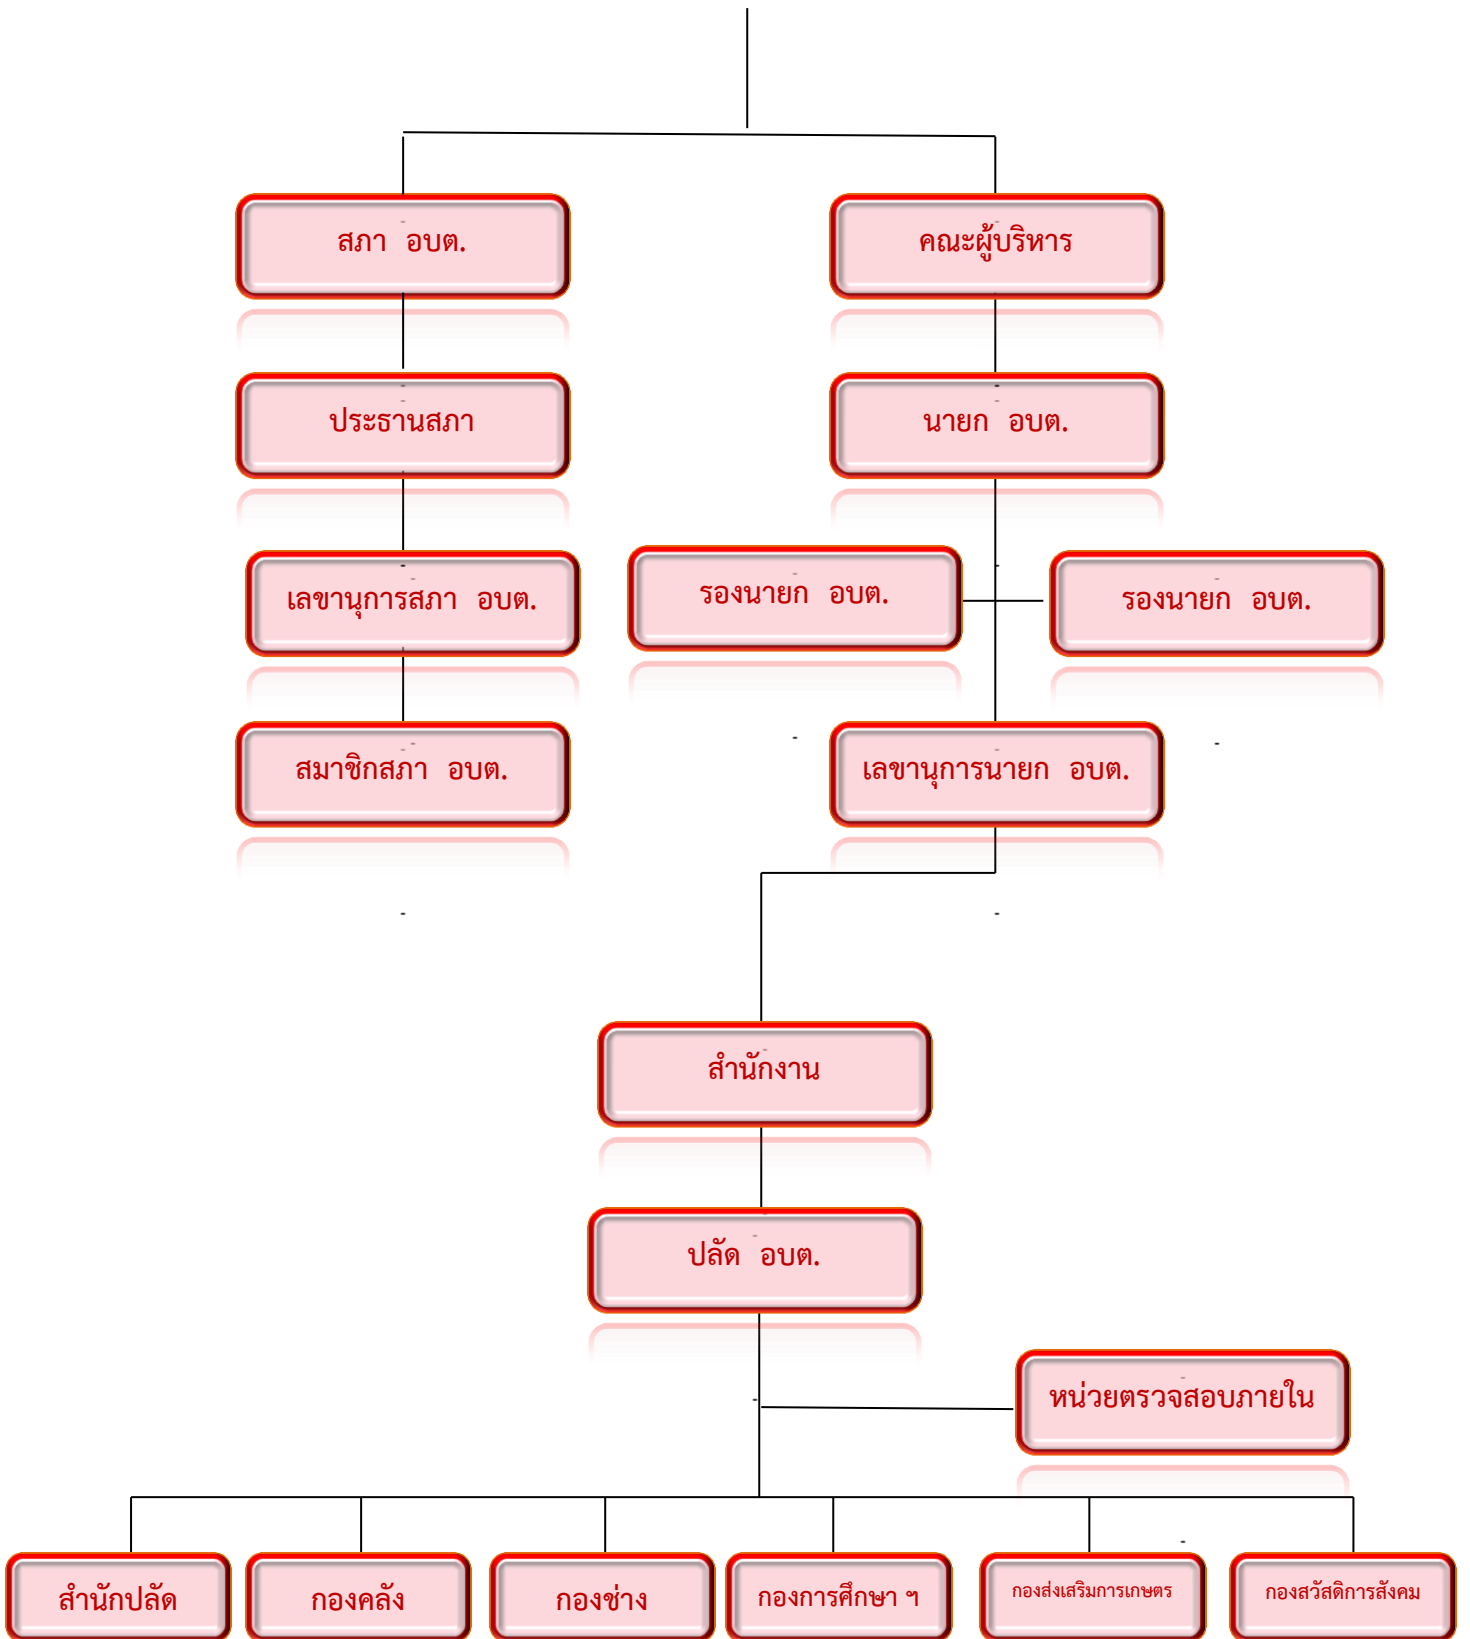 สภา อบต.
คณะผู้บริหาร
ประธานสภา
นายก อบต.
เลขานุการสภา อบต.
รองนายก อบต.
รองนายก อบต.
สมาชิกสภา อบต.
เลขานุการนายก อบต.
สำนักงาน
ปลัด อบต.
หน่วยตรวจสอบภายใน
สำนักปลัด
กองคลัง
กองช่าง
กองการศึกษา ฯ
กองส่งเสริมการเกษตร
กองสวัสดิการสังคม